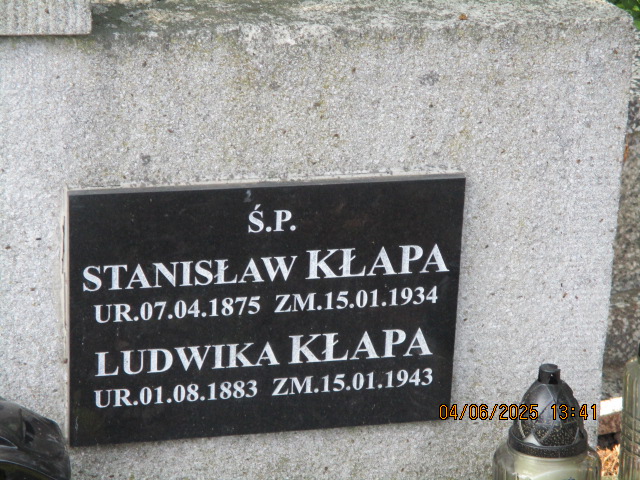 Ś.P.
STANISŁAW KŁAPA
UR.07.04.1875 ZM.15.01.1934
LUDWIKA KŁAPA
UR.01.08.1883 ZM.15.01.1943
04/06/2025 13:41